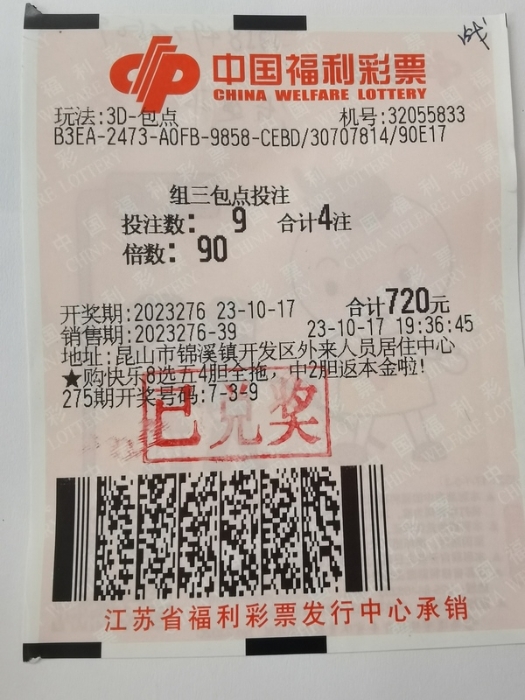 中国福利彩票
CHINA WELFARE LOTTERY
玩法:3D-包点 机号:32055833
B3EA-2473-A0FB-9858-CEBD/30707814/90E17
组三包点投注
投注数: 9 合计4注
倍数: 90
开奖期:2023276 23-10-17 合计720元
销售期:2023276-39 23-10-17 19:36:45
地址:昆山市锦溪镇开发区外来人员居住中心
★购快乐8选五4胆全拖，中2胆返本金啦!
275期开奖号码:7-3-9
已兑奖
江苏省福利彩票发行中心承销